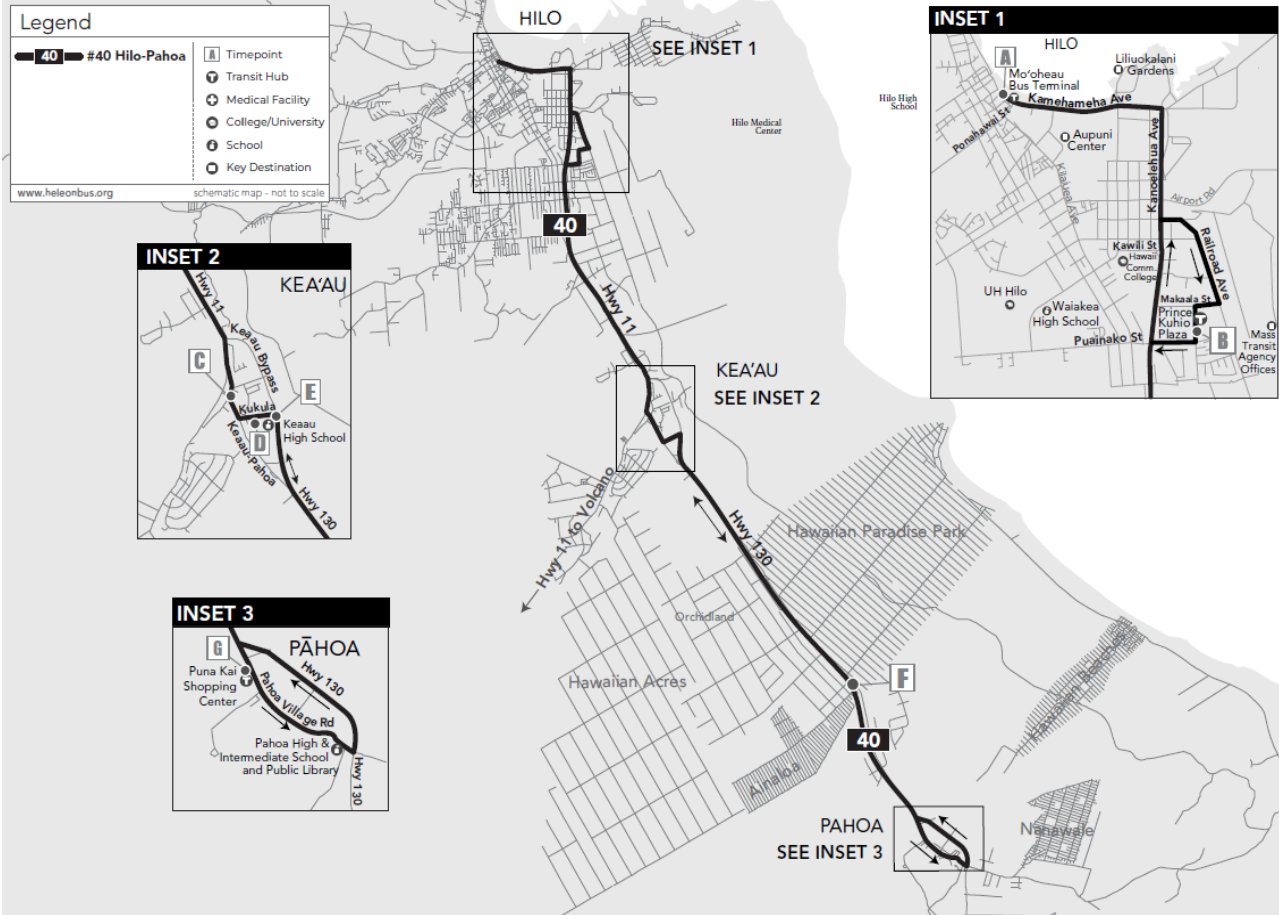 Legend
40 #40 Hilo-Pahoa
A Timepoint
Transit Hub
Medical Facility
College/University
School
Key Destination
www.heleonbus.org
schematic map - not to scale
HILO
SEE INSET 1
Hilo Medical
Center
Hilo High
School
40
Hwy 11
KEA'AU
SEE INSET 2
Hwy 11 to Volcano
Hwy 130
Hawaiian Paradise Park
Orchidland
Hawaiian Acres
F
40
Ainaloa
Hawaiian Beaches
Nanawale
PAHOA
SEE INSET 3
INSET 1
HILO
A
Mo'oheau
Bus Terminal
Liliuokalani
Gardens
Kamehameha Ave
Ponahawai St
Aupuni
Center
Kilauea Ave
Kanoelehua Ave
Airport Rd
Railroad Ave
Kawili St
Hawaii
Comm.
College
UH Hilo
Waiakea
High School
Makaala St
Prince
Kuhio
Plaza
B
Puainako St
Mass
Transit
Agency
Offices
INSET 2
KEA'AU
Hwy 11
Keaau Bypass
C
E
Kukula
D
Keaau
High School
Keaau-Pahoa
Hwy 130
INSET 3
G
PĀHOA
Puna Kai
Shopping
Center
Hwy 130
Pahoa Village Rd
Pahoa High &
Intermediate School
and Public Library
Hwy 130